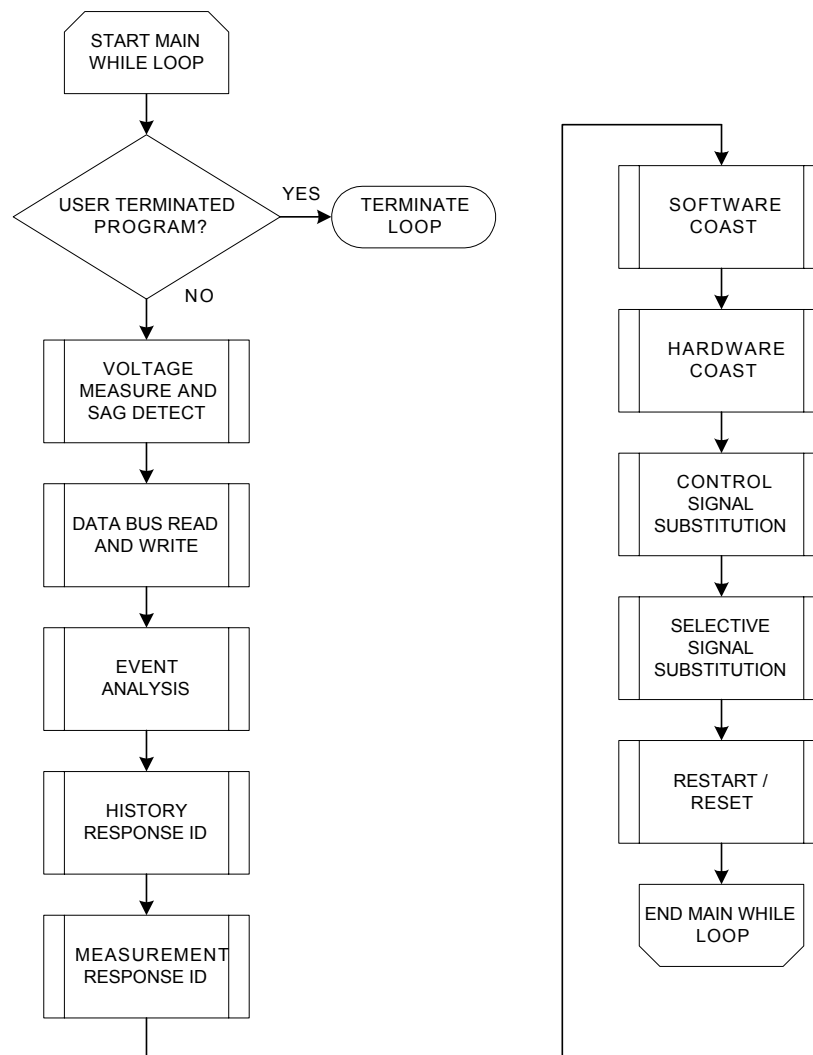 START MAIN
WHILE LOOP
USER TERMINATED
PROGRAM?
YES
TERMINATE
LOOP
NO
VOLTAGE
MEASURE AND
SAG DETECT
DATA BUS READ
AND WRITE
EVENT
ANALYSIS
HISTORY
RESPONSE ID
MEASUREMENT
RESPONSE ID
SOFTWARE
COAST
HARDWARE
COAST
CONTROL
SIGNAL
SUBSTITUTION
SELECTIVE
SIGNAL
SUBSTITUTION
RESTART /
RESET
END MAIN WHILE
LOOP